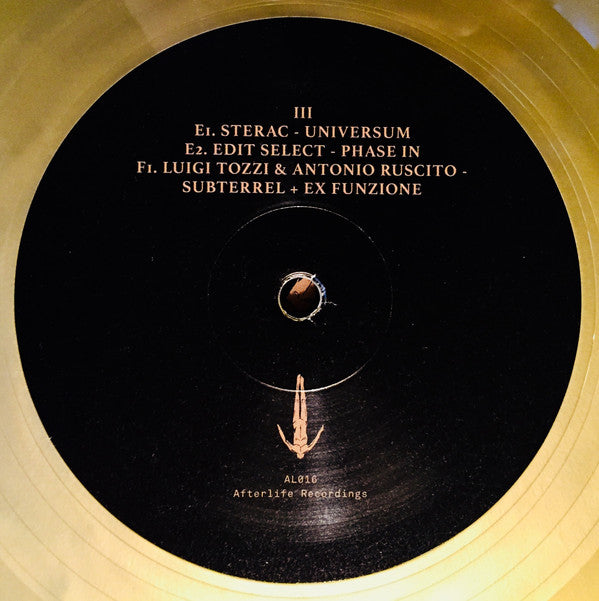 III
E1. STERAC - UNIVERSUM
E2. EDIT SELECT - PHASE IN
F1. LUIGI TOZZI & ANTONIO RUSCITO -
SUBTERREL + EX FUNZIONE
AL016
Afterlife Recordings